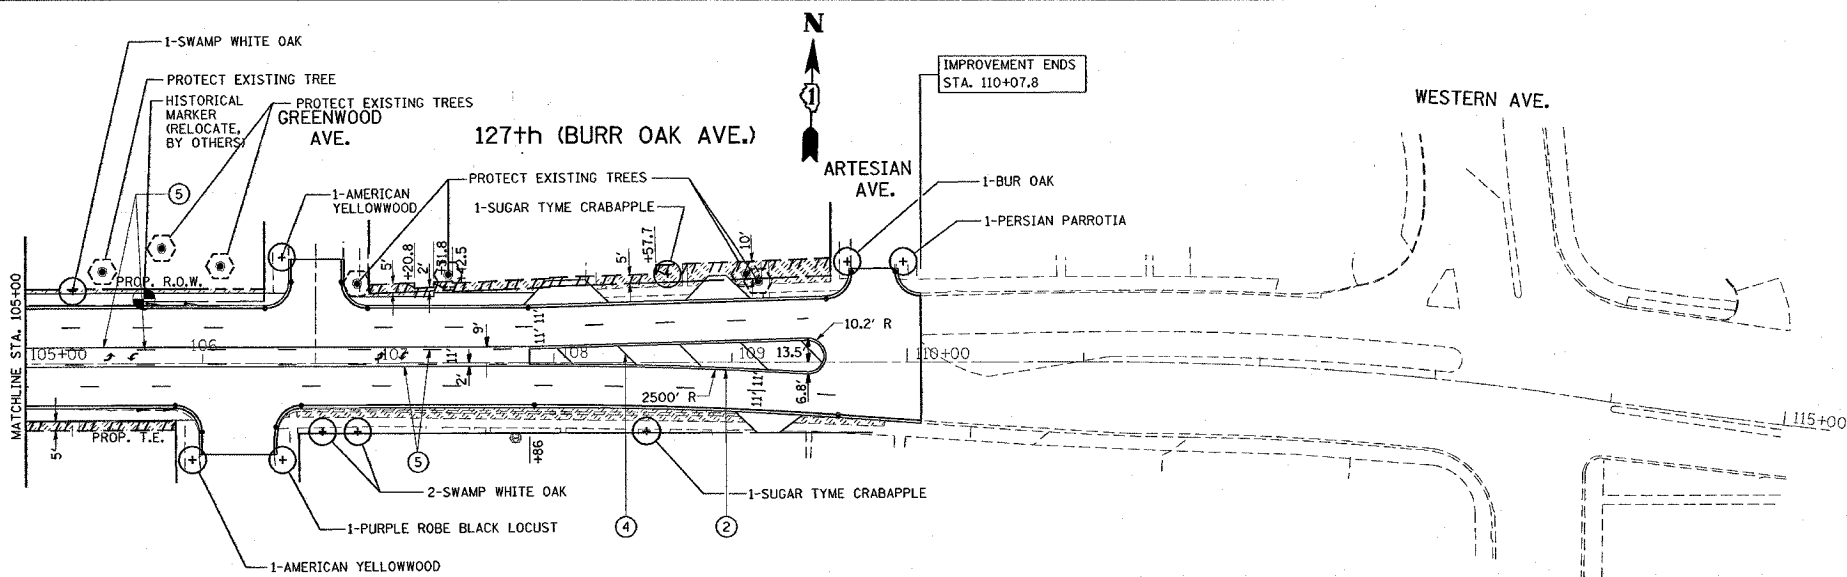 N
1
1-SWAMP WHITE OAK
PROTECT EXISTING TREE
HISTORICAL
MARKER
(RELOCATE,
BY OTHERS)
PROTECT EXISTING TREES
GREENWOOD
AVE.
127th (BURR OAK AVE.)
IMPROVEMENT ENDS
STA. 110+07.8
WESTERN AVE.
ARTESIAN
AVE.
5
1-AMERICAN
YELLOWWOOD
PROTECT EXISTING TREES
1-SUGAR TYME CRABAPPLE
1-BUR OAK
1-PERSIAN PARROTIA
5'
+20.8
2'
+31.8
42.5
5'
+57.7
10'
PROP. R.O.W.
MATCHLINE STA. 105+00
105+00
106
107
108
109
110+00
115+00
9'
11'
2'
11'
11'
10.2' R
13.5'
2500' R
11'
11'
6.8'
5'
PROP. T.E.
+86
5
2-SWAMP WHITE OAK
1-SUGAR TYME CRABAPPLE
4
2
1-PURPLE ROBE BLACK LOCUST
1-AMERICAN YELLOWWOOD